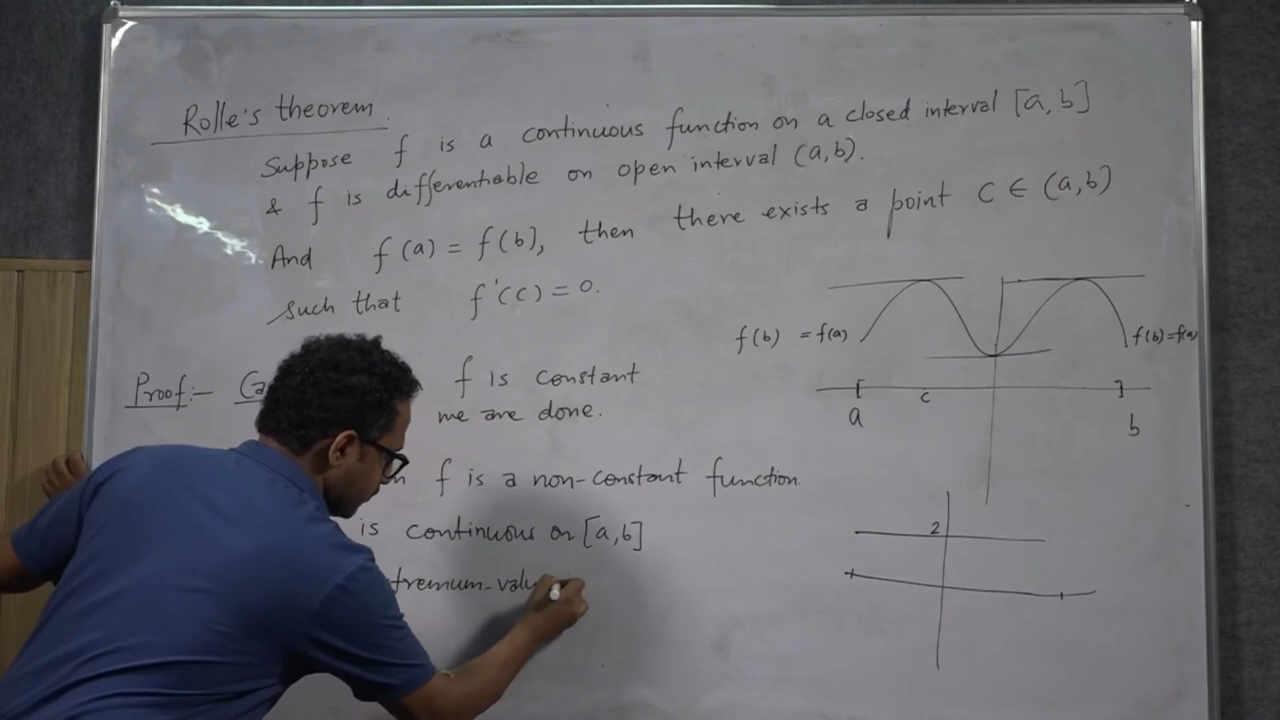 Rolle's theorem.
Suppose f is a continuous function on a closed interval [a, b]
& f is differentiable on open interval (a,b).
And f(a) = f(b), then there exists a point C ∈ (a,b)
such that f'(c) = 0.
Proof:-
f is constant
we are done.
f is a non-constant function.
is continuous on [a,b]
f(b) = f(a)
f(b)=f(a)
a
c
b
2